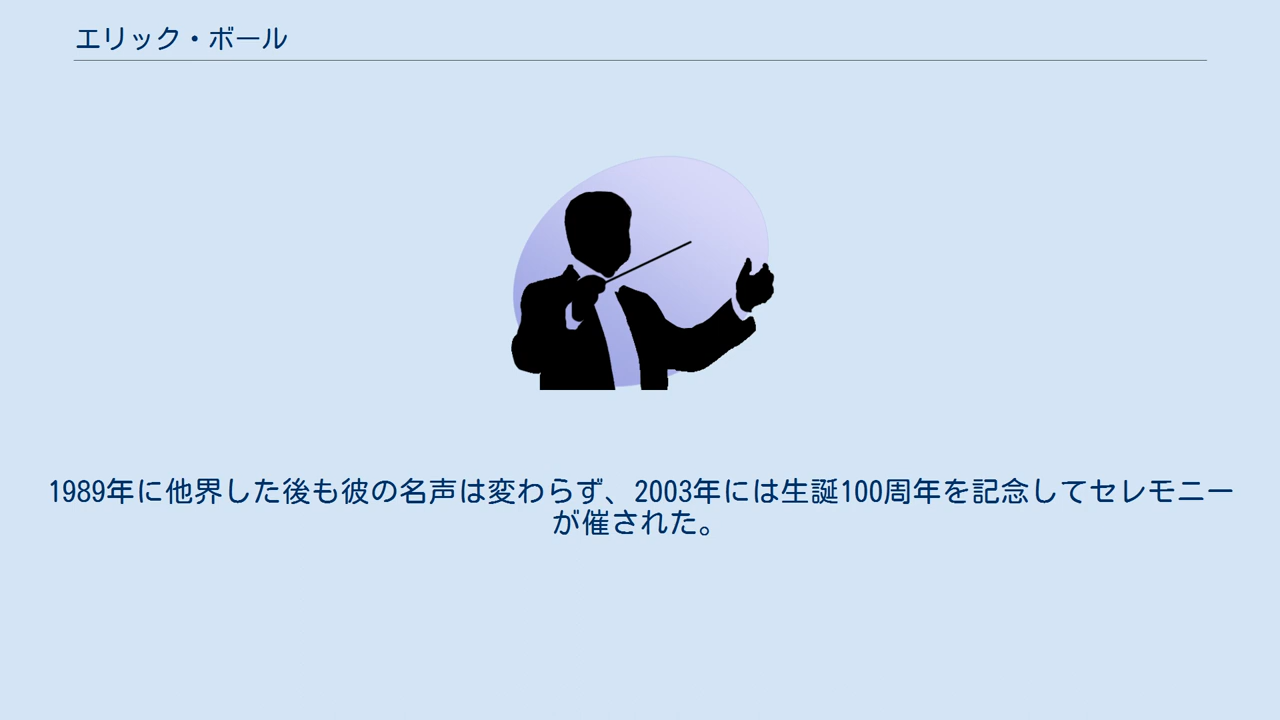 エリック・ボール
1989年に他界した後も彼の名声は変わらず、2003年には生誕100周年を記念してセレモニー
が催された。